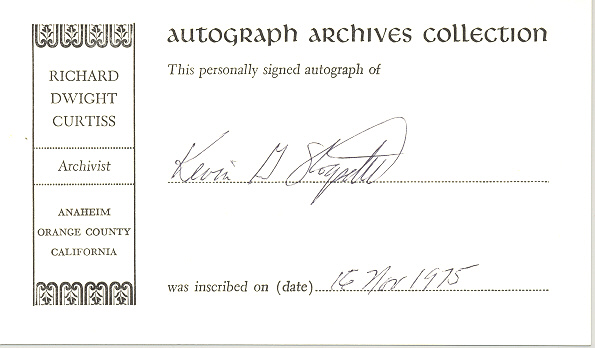 AUTOGRAPH ARCHIVES COLLECTION
RICHARD
DWIGHT
CURTISS
Archivist
ANAHEIM
ORANGE COUNTY
CALIFORNIA
This personally signed autograph of
Kevin
was inscribed on (date) Nov 1975